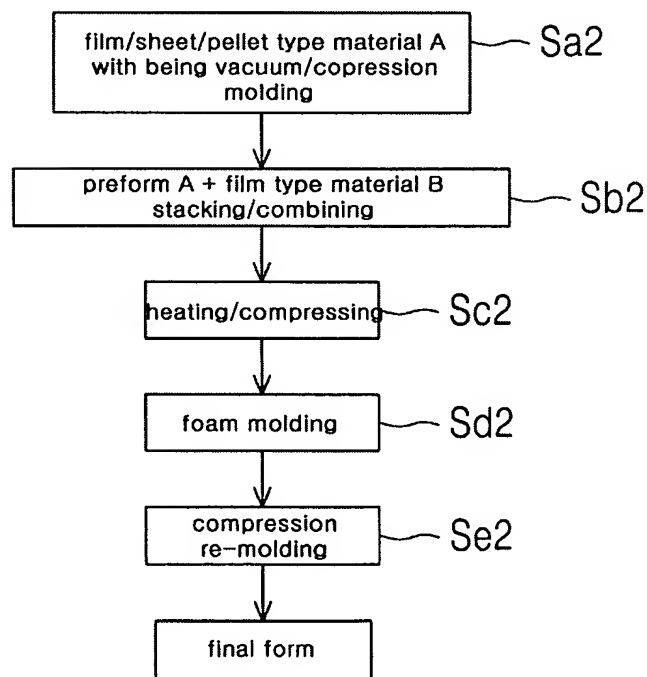 film/sheet/pellet type material A
with being vacuum/copression
molding
Sa2
preform A + film type material B
stacking/combining
Sb2
heating/compressing
Sc2
foam molding
Sd2
compression
re-molding
Se2
final form